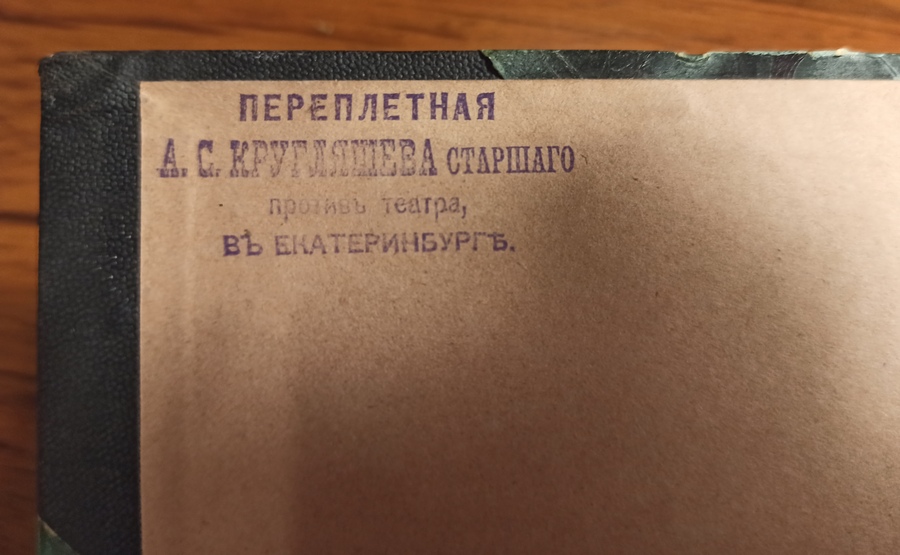 ПЕРЕПЛЕТНАЯ
А. С. КРУГЛЯШЕВА СТАРШАГО
противъ театра,
ВЪ ЕКАТЕРИНБУРГѢ.